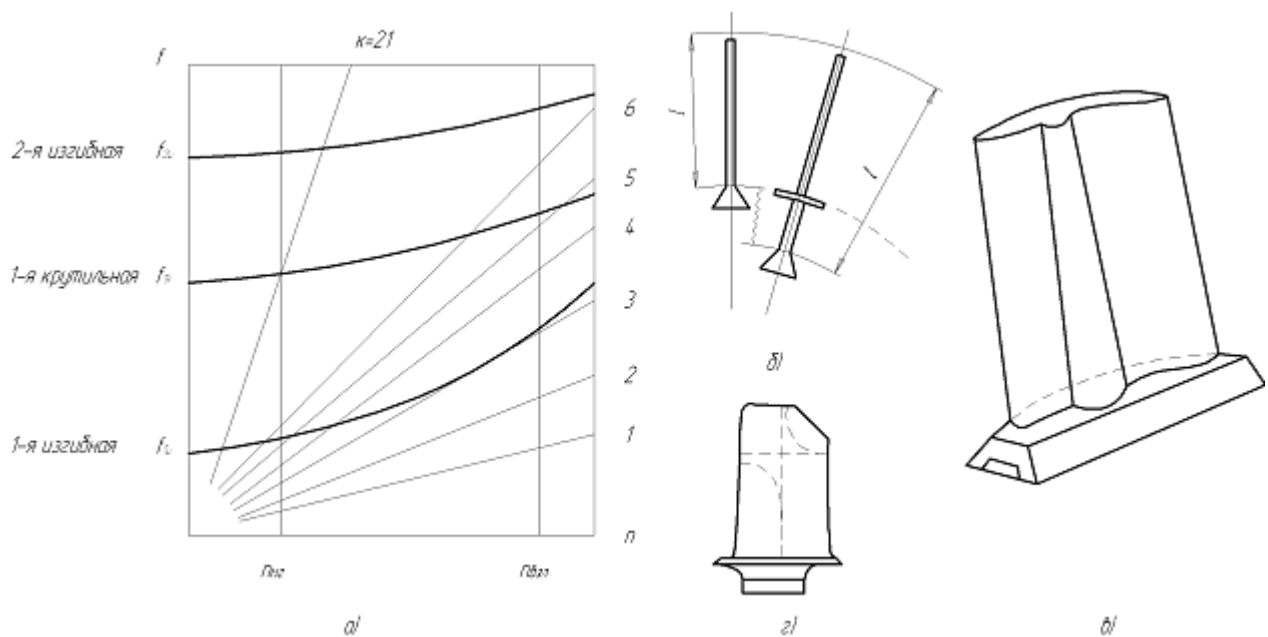 f
к=21
2-я изгибная
1-я крутильная
1-я изгибная
6
5
4
3
2
1
n
l
l
а)
б)
г)
в)